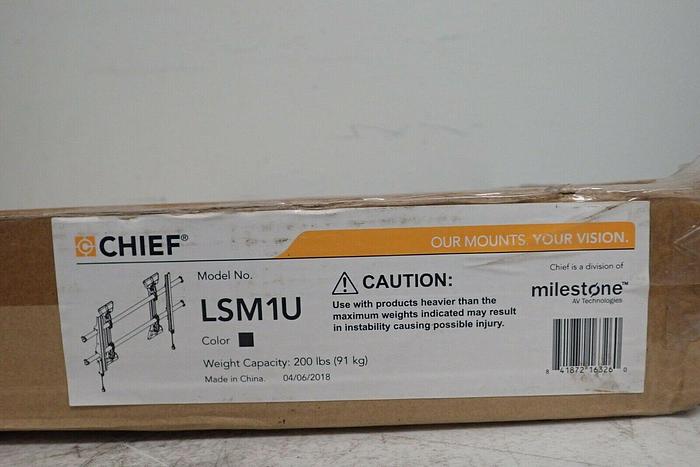 CHIEF®
OUR MOUNTS. YOUR VISION.
Model No.
LSM1U
Color
Weight Capacity: 200 lbs (91 kg)
Made in China. 04/06/2018
CAUTION:
Use with products heavier than the
maximum weights indicated may result
in instability causing possible injury.
Chief is a division of
milestone™
AV Technologies
8 41872 16326 0